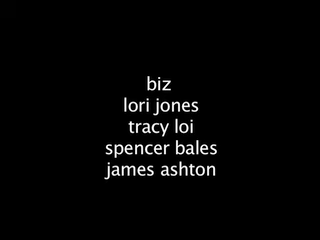 biz
lori jones
tracy loi
spencer bales
james ashton